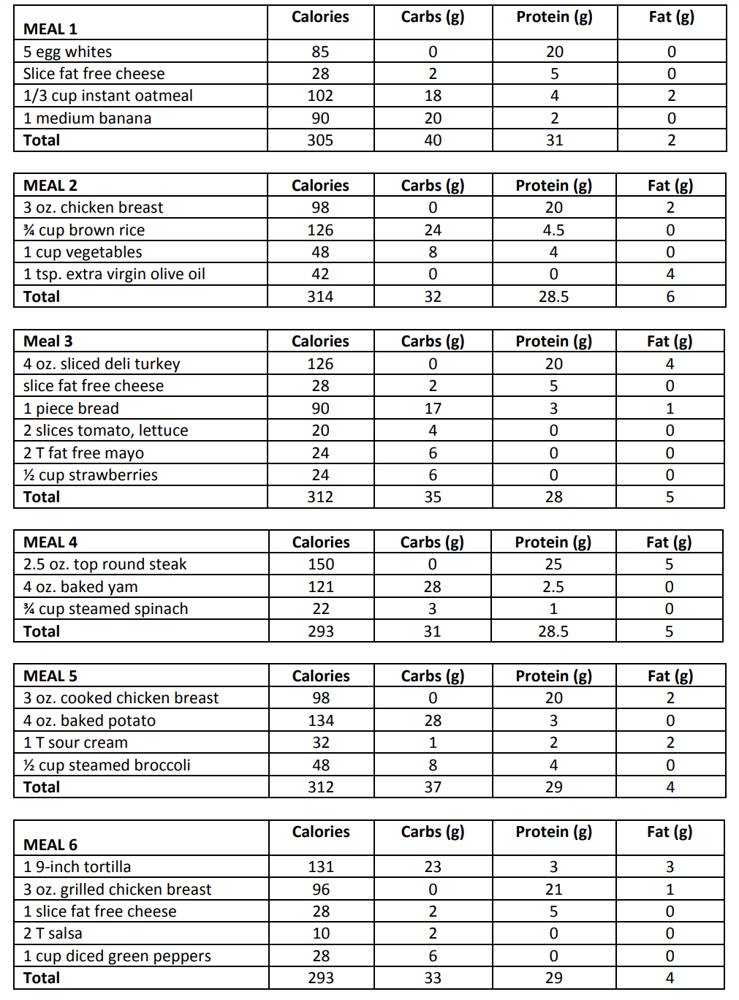 MEAL 1 Calories Carbs (g) Protein (g) Fat (g)
5 egg whites 85 0 20 0
Slice fat free cheese 28 2 5 0
1/3 cup instant oatmeal 102 18 4 2
1 medium banana 90 20 2 0
Total 305 40 31 2
MEAL 2 Calories Carbs (g) Protein (g) Fat (g)
3 oz. chicken breast 98 0 20 2
¾ cup brown rice 126 24 4.5 0
1 cup vegetables 48 8 4 0
1 tsp. extra virgin olive oil 42 0 0 4
Total 314 32 28.5 6
Meal 3 Calories Carbs (g) Protein (g) Fat (g)
4 oz. sliced deli turkey 126 0 20 4
slice fat free cheese 28 2 5 0
1 piece bread 90 17 3 1
2 slices tomato, lettuce 20 4 0 0
2 T fat free mayo 24 6 0 0
½ cup strawberries 24 6 0 0
Total 312 35 28 5
MEAL 4 Calories Carbs (g) Protein (g) Fat (g)
2.5 oz. top round steak 150 0 25 5
4 oz. baked yam 121 28 2.5 0
¾ cup steamed spinach 22 3 1 0
Total 293 31 28.5 5
MEAL 5 Calories Carbs (g) Protein (g) Fat (g)
3 oz. cooked chicken breast 98 0 20 2
4 oz. baked potato 134 28 3 0
1 T sour cream 32 1 2 2
½ cup steamed broccoli 48 8 4 0
Total 312 37 29 4
MEAL 6 Calories Carbs (g) Protein (g) Fat (g)
1 9-inch tortilla 131 23 3 3
3 oz. grilled chicken breast 96 0 21 1
1 slice fat free cheese 28 2 5 0
2 T salsa 10 2 0 0
1 cup diced green peppers 28 6 0 0
Total 293 33 29 4